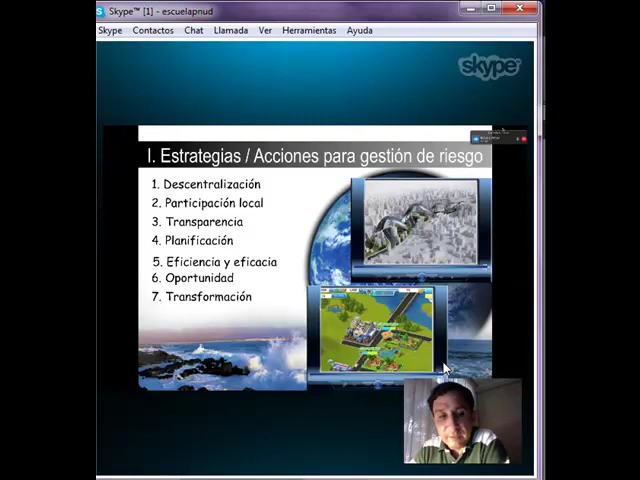 Skype™ [1] - escuelapnud
Skype Contactos Chat Llamada Ver Herramientas Ayuda
skype
I. Estrategias / Acciones para gestión de riesgo
1. Descentralización
2. Participación local
3. Transparencia
4. Planificación
5. Eficiencia y eficacia
6. Oportunidad
7. Transformación